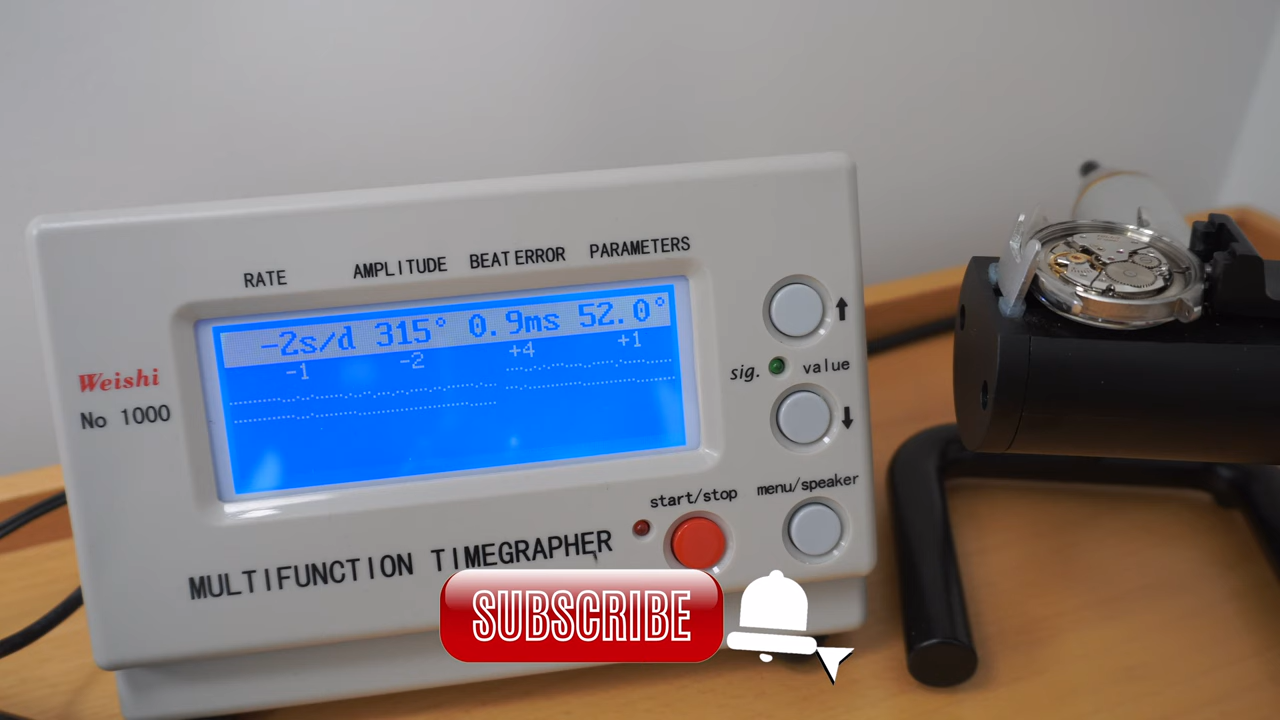 RATE AMPLITUDE BEAT ERROR PARAMETERS
-2s/d 315° 0.9ms 52.0°
-1 -2 +4 +1
sig. value
Weishi
No 1000
start/stop menu/speaker
MULTIFUNCTION TIMEGRAPHER
SUBSCRIBE